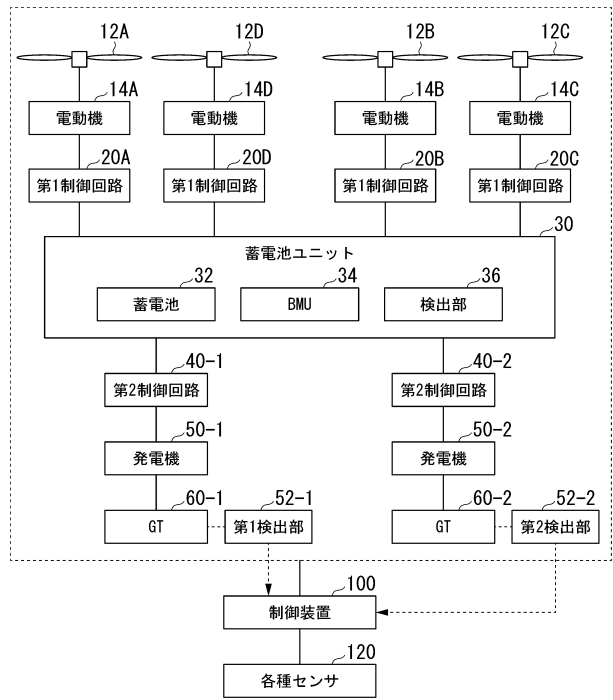 12A 12D 12B 12C
14A 14D 14B 14C
電動機 電動機 電動機 電動機
20A 20D 20B 20C
第1制御回路 第1制御回路 第1制御回路 第1制御回路
30
蓄電池ユニット
32 34 36
蓄電池 BMU 検出部
40-1 40-2
第2制御回路 第2制御回路
50-1 50-2
発電機 発電機
60-1 52-1 60-2 52-2
GT 第1検出部 GT 第2検出部
100
制御装置
120
各種センサ